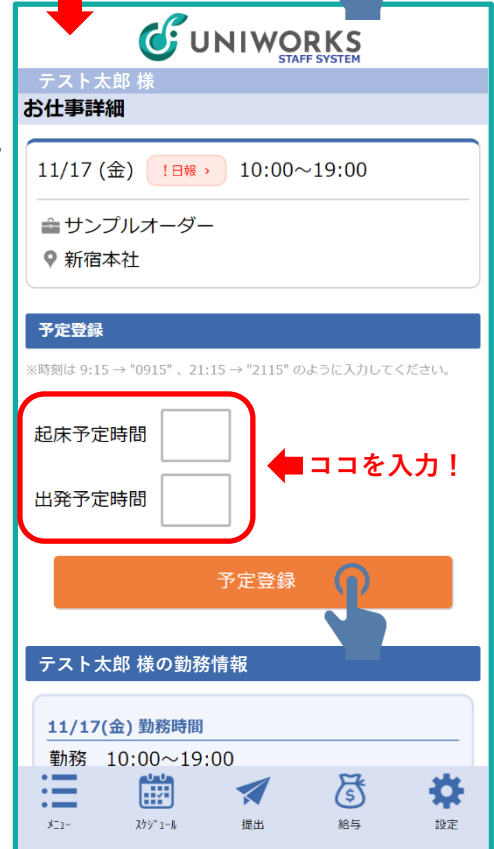 UNIWORKS
STAFF SYSTEM
テスト太郎 様
お仕事詳細
11/17 (金) !日報 › 10:00～19:00
サンプルオーダー
新宿本社
予定登録
※時刻は 9:15 → "0915" 、21:15 → "2115" のように入力してください。
起床予定時間
ココを入力！
出発予定時間
予定登録
テスト太郎 様の勤務情報
11/17(金) 勤務時間
勤務 10:00～19:00
ﾒﾆｭｰ ｽｹｼﾞｭｰﾙ 提出 給与 設定